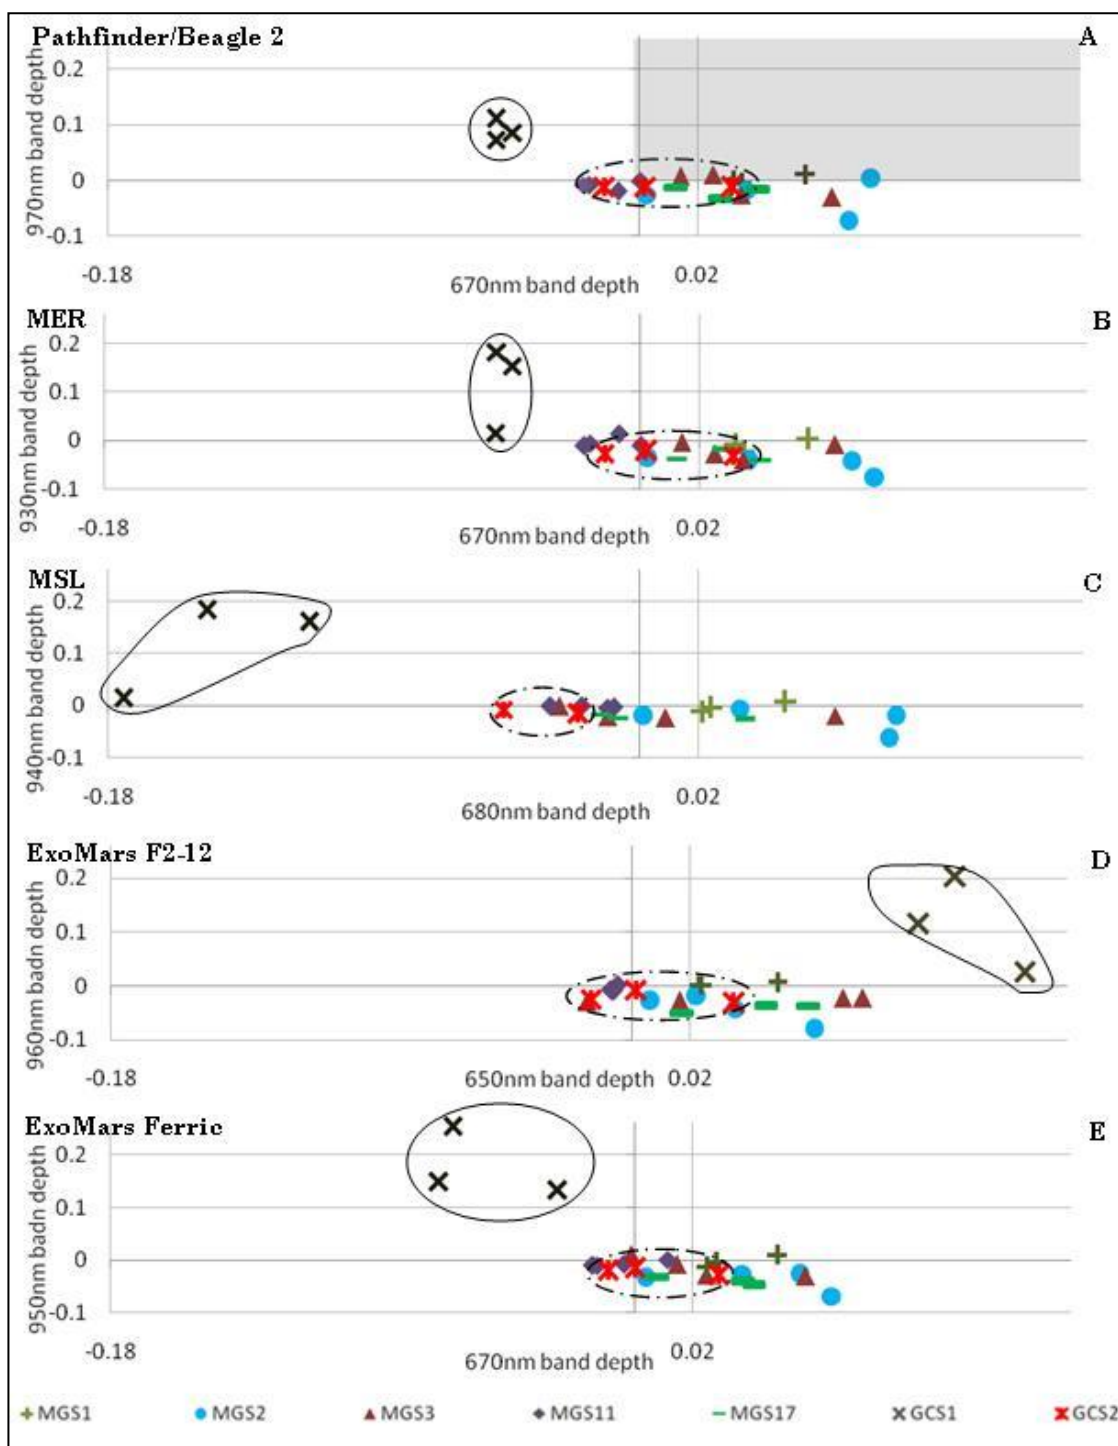 Pathfinder/Beagle 2
A
970nm band depth
0.2
0.1
0
-0.1
-0.18
670nm band depth
0.02
MER
B
930nm band depth
0.2
0.1
0
-0.1
-0.18
670nm band depth
0.02
MSL
C
940nm band depth
0.2
0.1
0
-0.1
-0.18
680nm band depth
0.02
ExoMars F2-12
D
960nm badn depth
0.2
0.1
0
-0.1
-0.18
650nm band depth
0.02
ExoMars Ferric
E
950nm badn depth
0.2
0.1
0
-0.1
-0.18
670nm band depth
0.02
MGS1 MGS2 MGS3 MGS11 MGS17 GCS1 GCS2